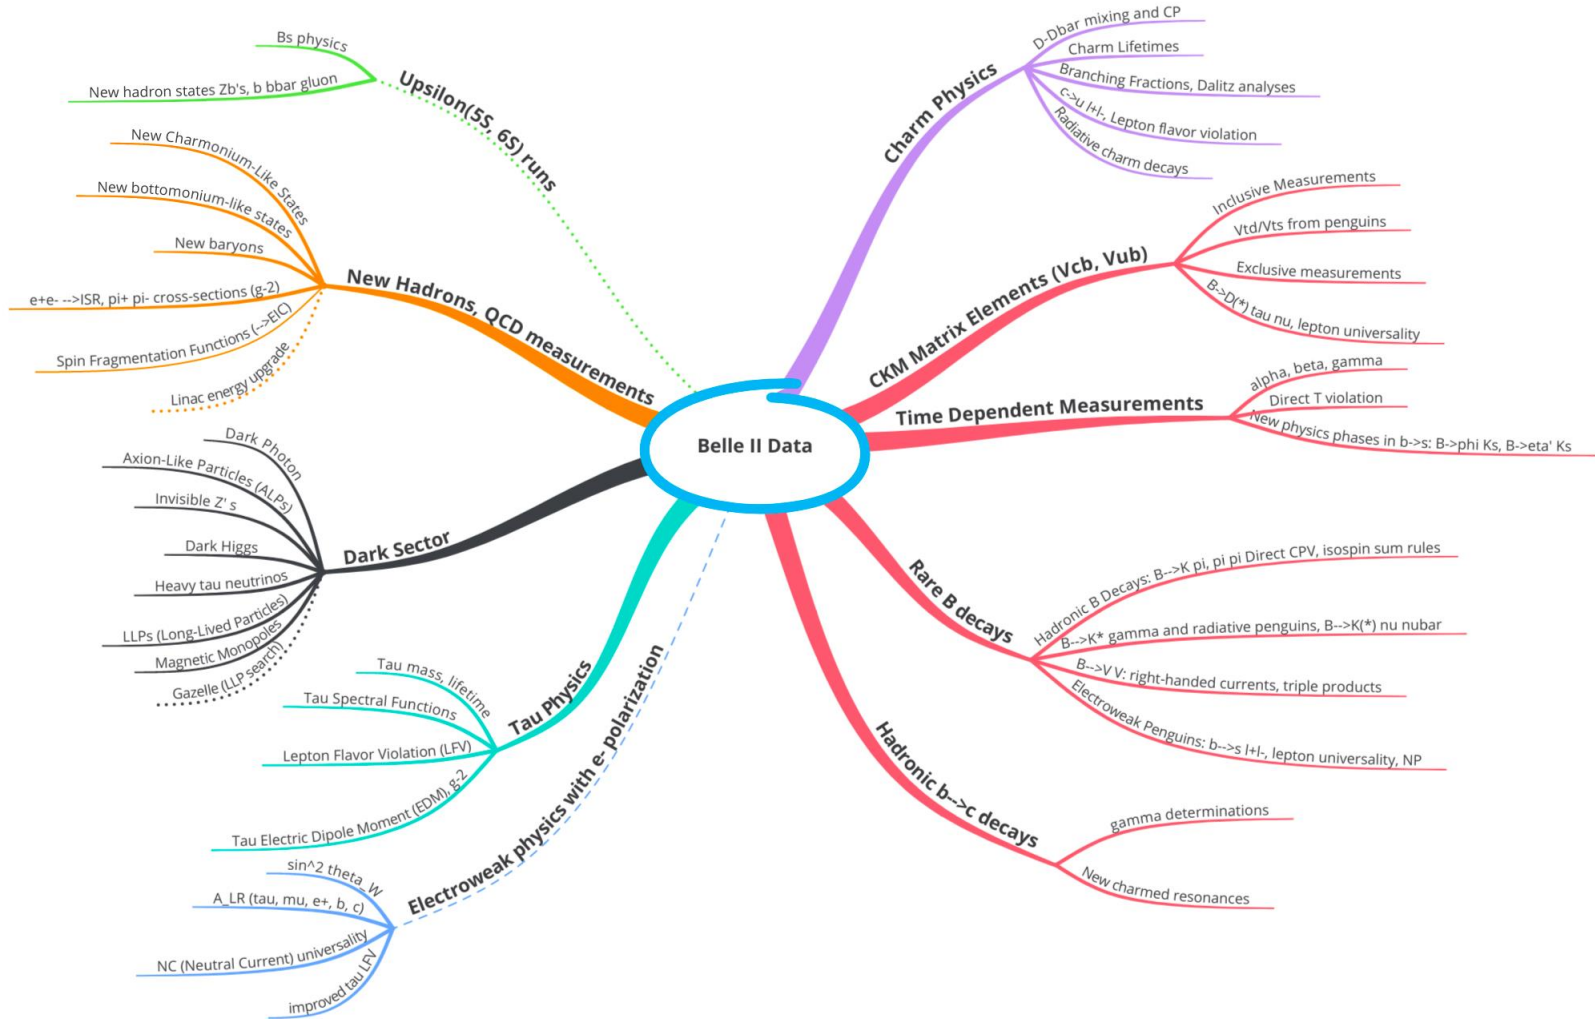 Belle II Data
Upsilon(5S, 6S) runs
Bs physics
New hadron states Zb's, b bbar gluon
New Hadrons, QCD measurements
New Charmonium-Like States
New bottomonium-like states
New baryons
e+e- -->ISR, pi+ pi- cross-sections (g-2)
Spin Fragmentation Functions (-->EIC)
Linac energy upgrade
Dark Sector
Dark Photon
Axion-Like Particles (ALPs)
Invisible Z' s
Dark Higgs
Heavy tau neutrinos
LLPs (Long-Lived Particles)
Magnetic Monopoles
Gazelle (LLP search)
Tau Physics
Tau mass, lifetime
Tau Spectral Functions
Lepton Flavor Violation (LFV)
Tau Electric Dipole Moment (EDM), g-2
Electroweak physics with e- polarization
sin^2 theta_W
A_LR (tau, mu, e+, b, c)
NC (Neutral Current) universality
improved tau LFV
Charm Physics
D-Dbar mixing and CP
Charm Lifetimes
Branching Fractions, Dalitz analyses
c->u l+l-, Lepton flavor violation
Radiative charm decays
CKM Matrix Elements (Vcb, Vub)
Inclusive Measurements
Vtd/Vts from penguins
Exclusive measurements
B->D(*) tau nu, lepton universality
Time Dependent Measurements
alpha, beta, gamma
Direct T violation
New physics phases in b->s: B->phi Ks, B->eta' Ks
Rare B decays
Hadronic B Decays: B-->K pi, pi pi Direct CPV, isospin sum rules
B-->K* gamma and radiative penguins, B-->K(*) nu nubar
B-->V V: right-handed currents, triple products
Electroweak Penguins: b-->s l+l-, lepton universality, NP
Hadronic b-->c decays
gamma determinations
New charmed resonances